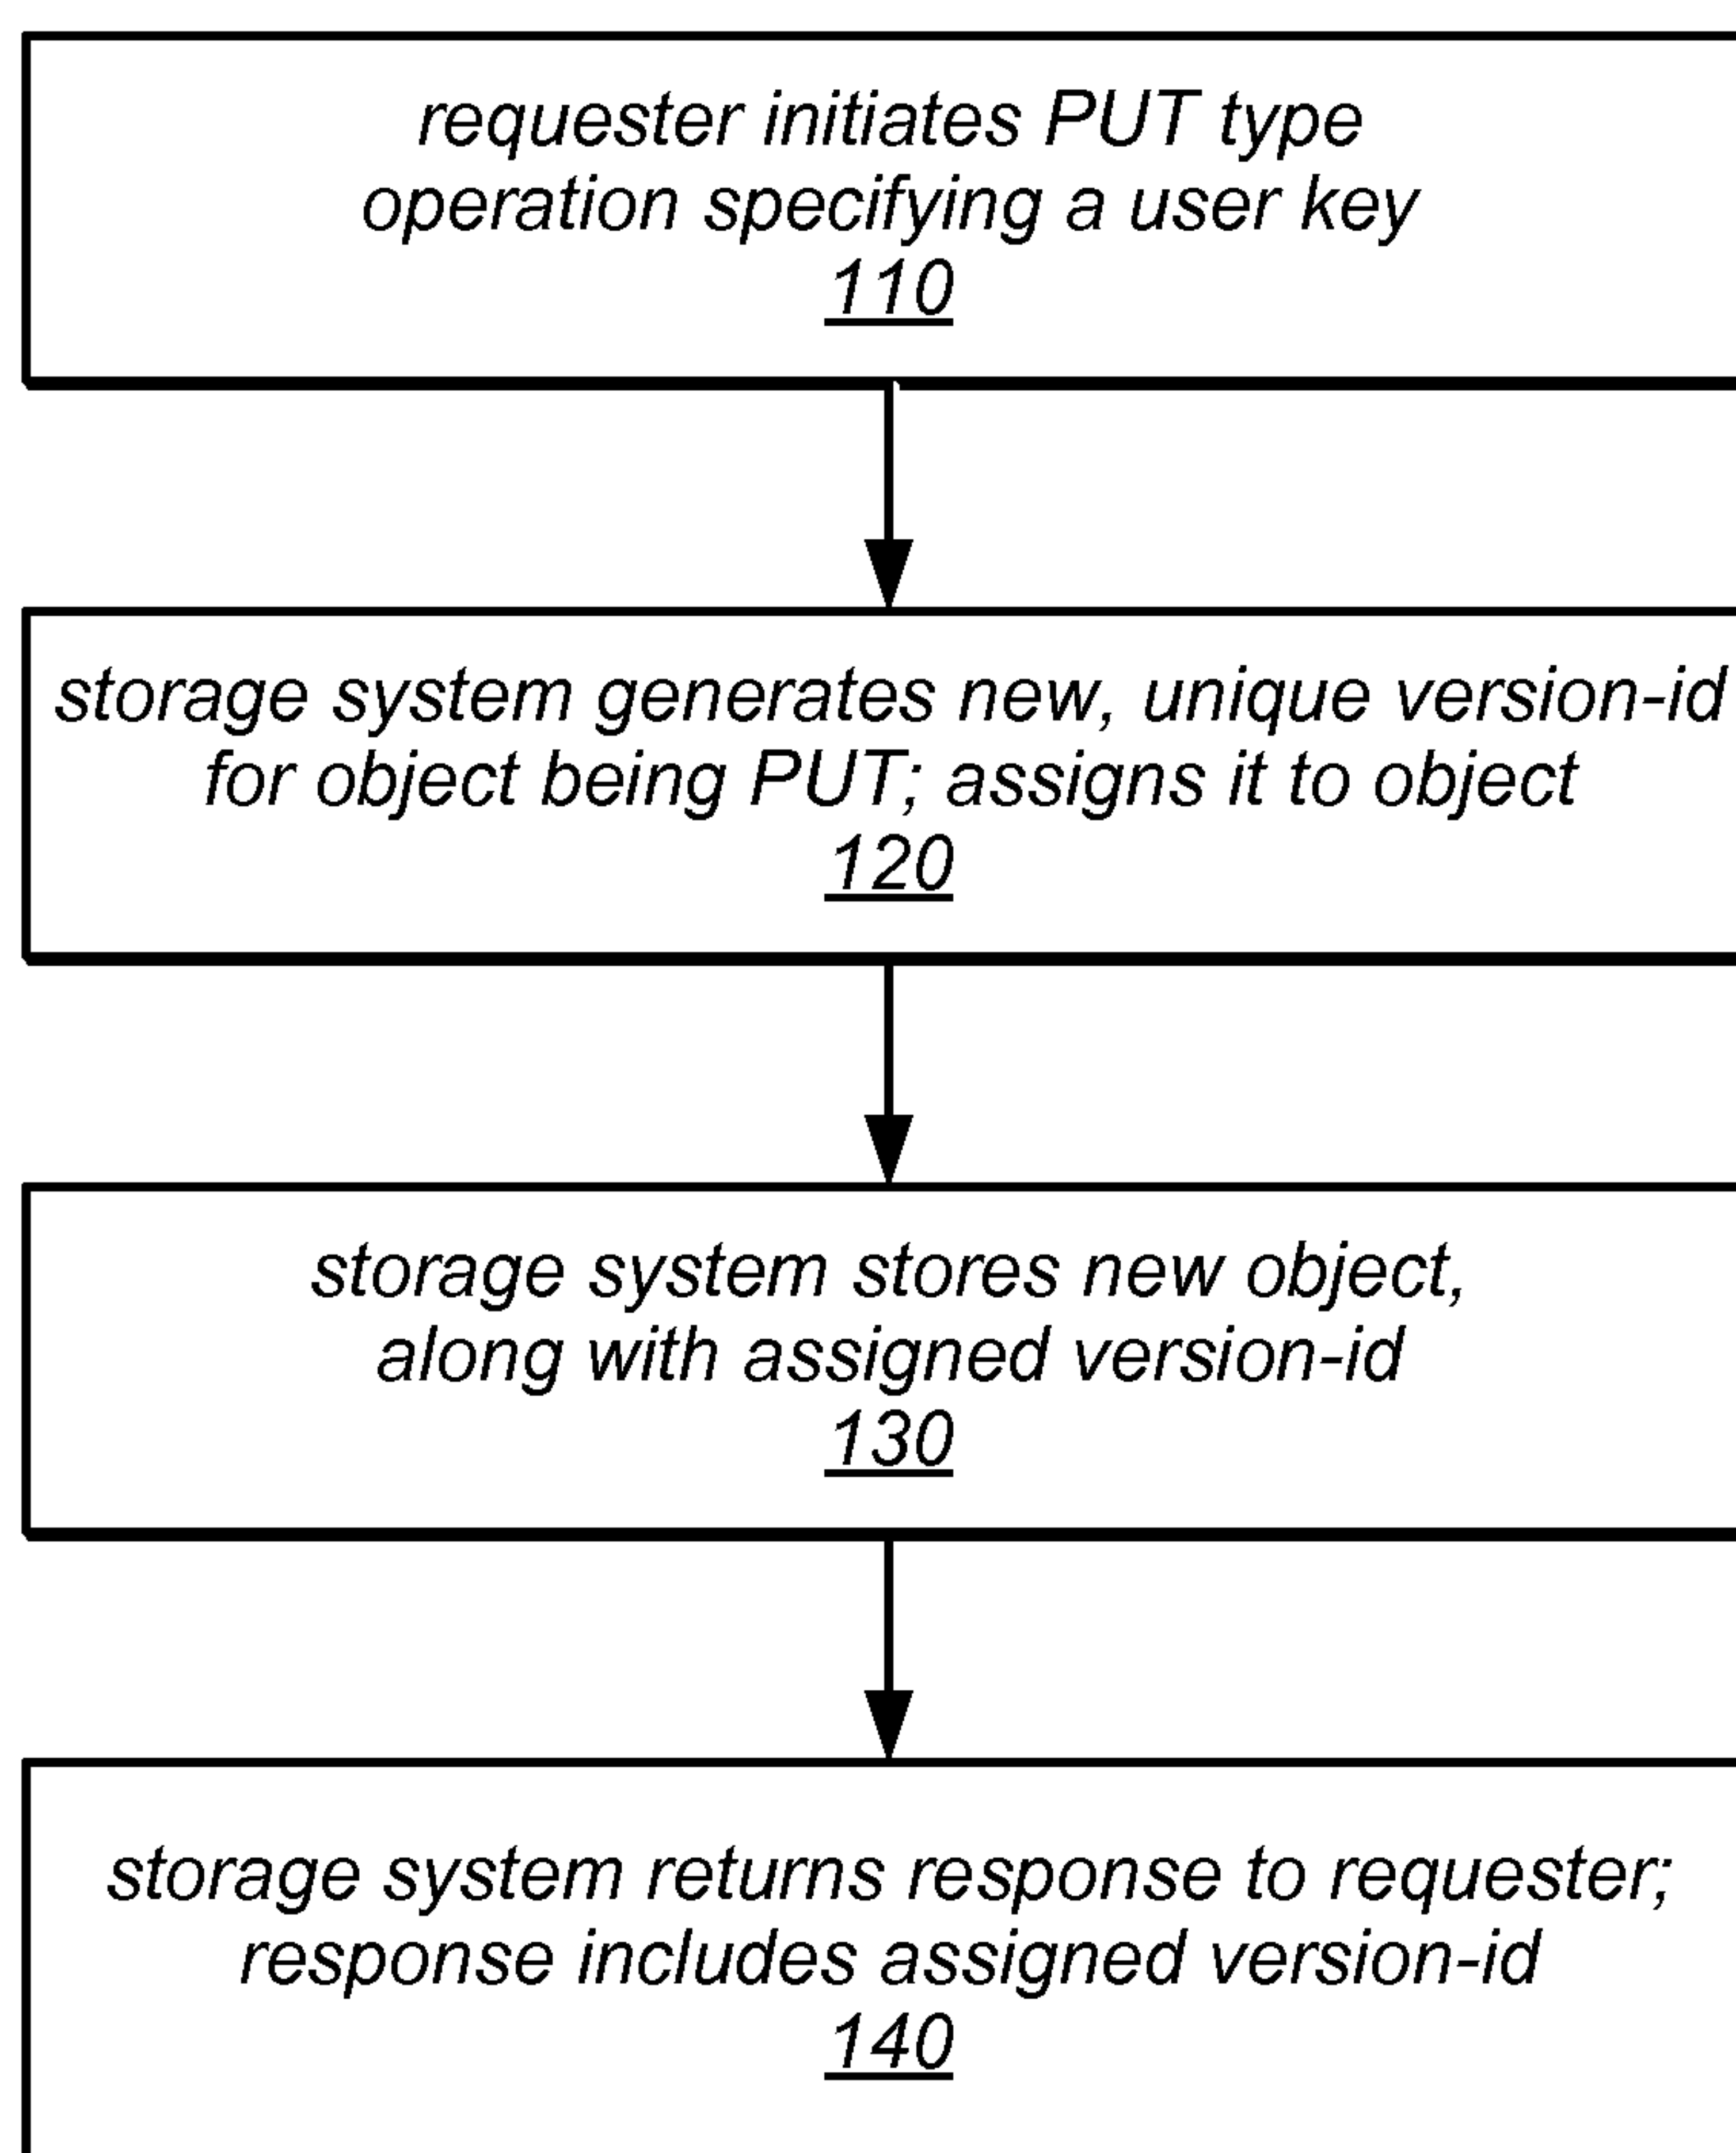 requester initiates PUT type
operation specifying a user key
110
storage system generates new, unique version-id
for object being PUT; assigns it to object
120
storage system stores new object,
along with assigned version-id
130
storage system returns response to requester;
response includes assigned version-id
140